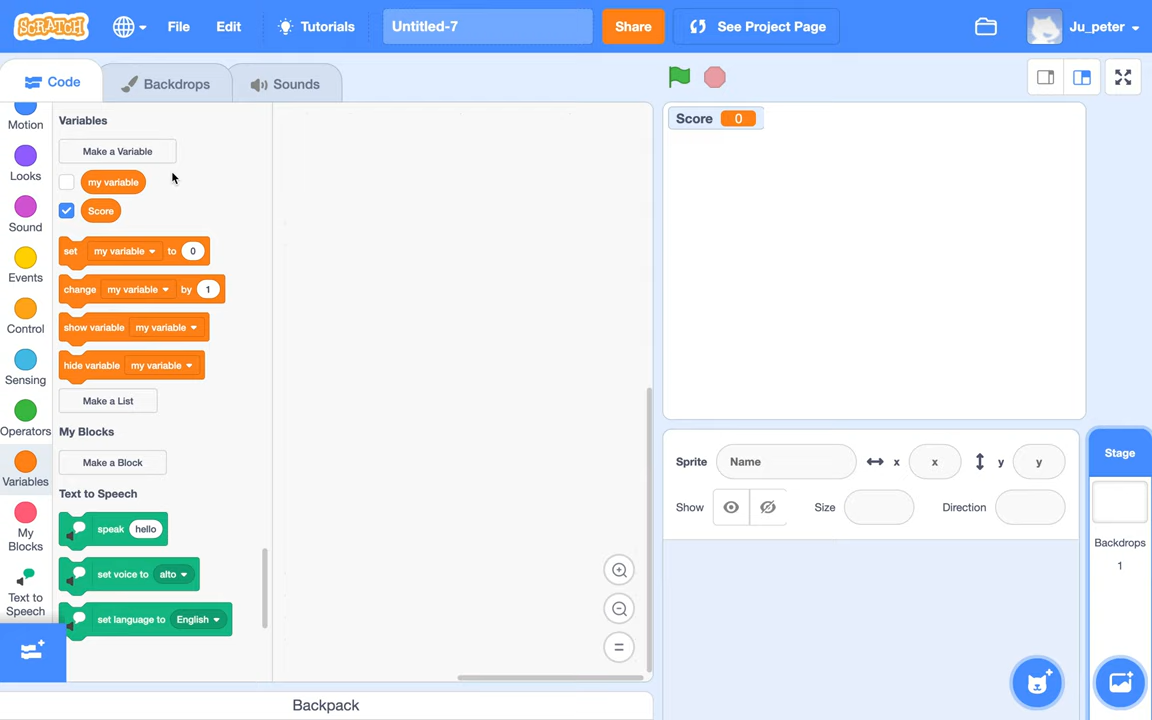 SCRATCH File Edit Tutorials Untitled-7 Share See Project Page Ju_peter
Code Backdrops Sounds
Motion
Looks
Sound
Events
Control
Sensing
Operators
Variables
My
Blocks
Text to
Speech
Variables
Make a Variable
my variable
Score
set my variable to 0
change my variable by 1
show variable my variable
hide variable my variable
Make a List
My Blocks
Make a Block
Text to Speech
speak hello
set voice to alto
set language to English
Score 0
Sprite Name x x y y
Show Size Direction
Stage
Backdrops
1
Backpack